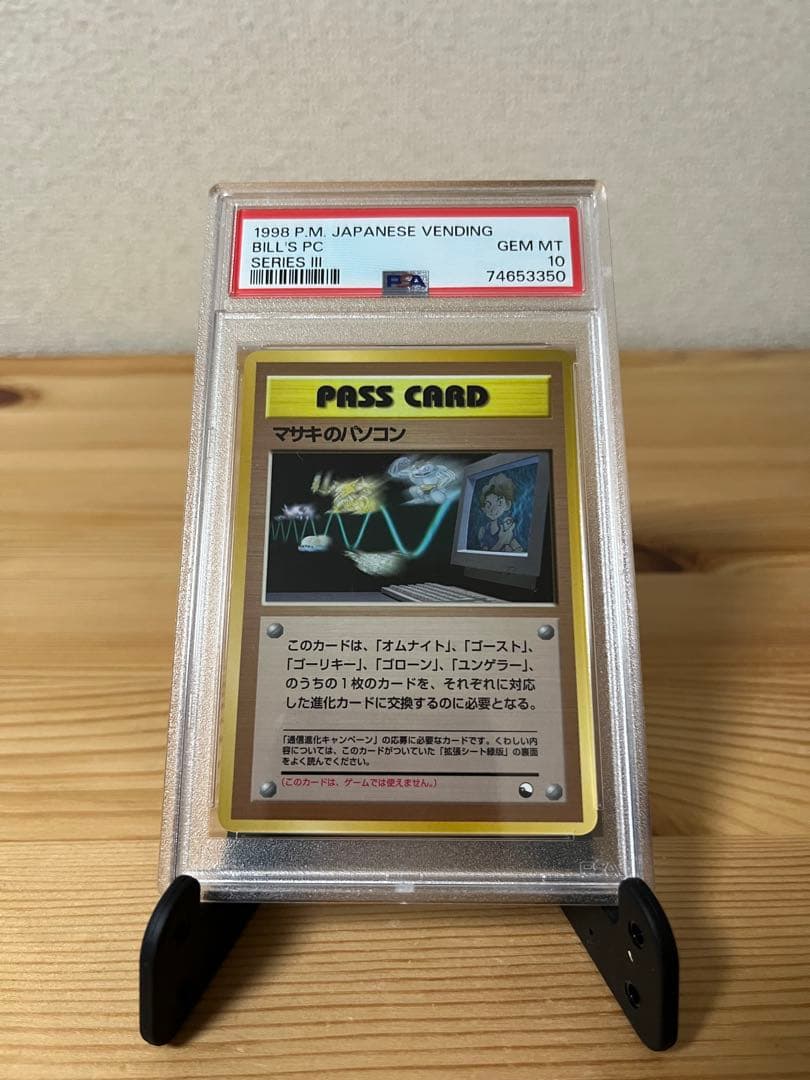 1998 P.M. JAPANESE VENDING
BILL'S PC GEM MT
SERIES III 10
PSA 74653350
PASS CARD
マサキのパソコン
このカードは、「オムナイト」、「ゴースト」、
「ゴーリキー」、「ゴローン」、「ユンゲラー」、
のうちの1枚のカードを、それぞれに対応
した進化カードに交換するのに必要となる。
「通信進化キャンペーン」の応募に必要なカードです。くわしい内
容については、このカードがついていた「拡張シート緑版」の裏面
をよく読んでください。
(このカードは、ゲームでは使えません。)
PSA